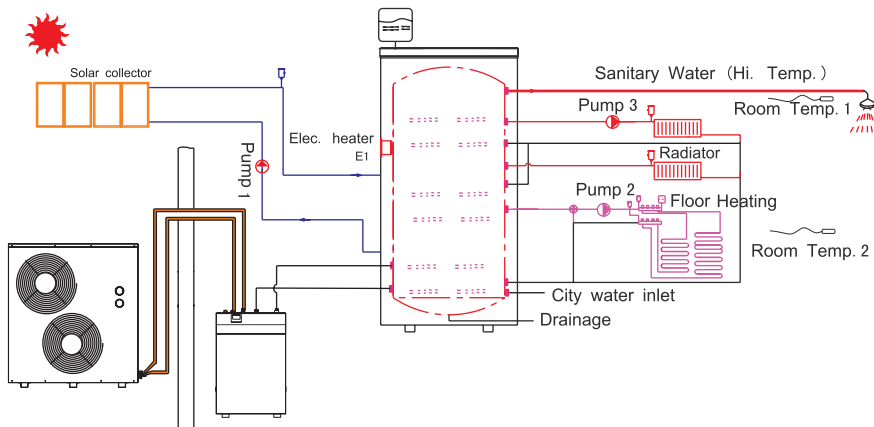 Solar collector
Sanitary Water (Hi. Temp.)
Room Temp. 1
Pump 3
Elec. heater
E1
Radiator
Pump 1
Pump 2
Floor Heating
Room Temp. 2
City water inlet
Drainage